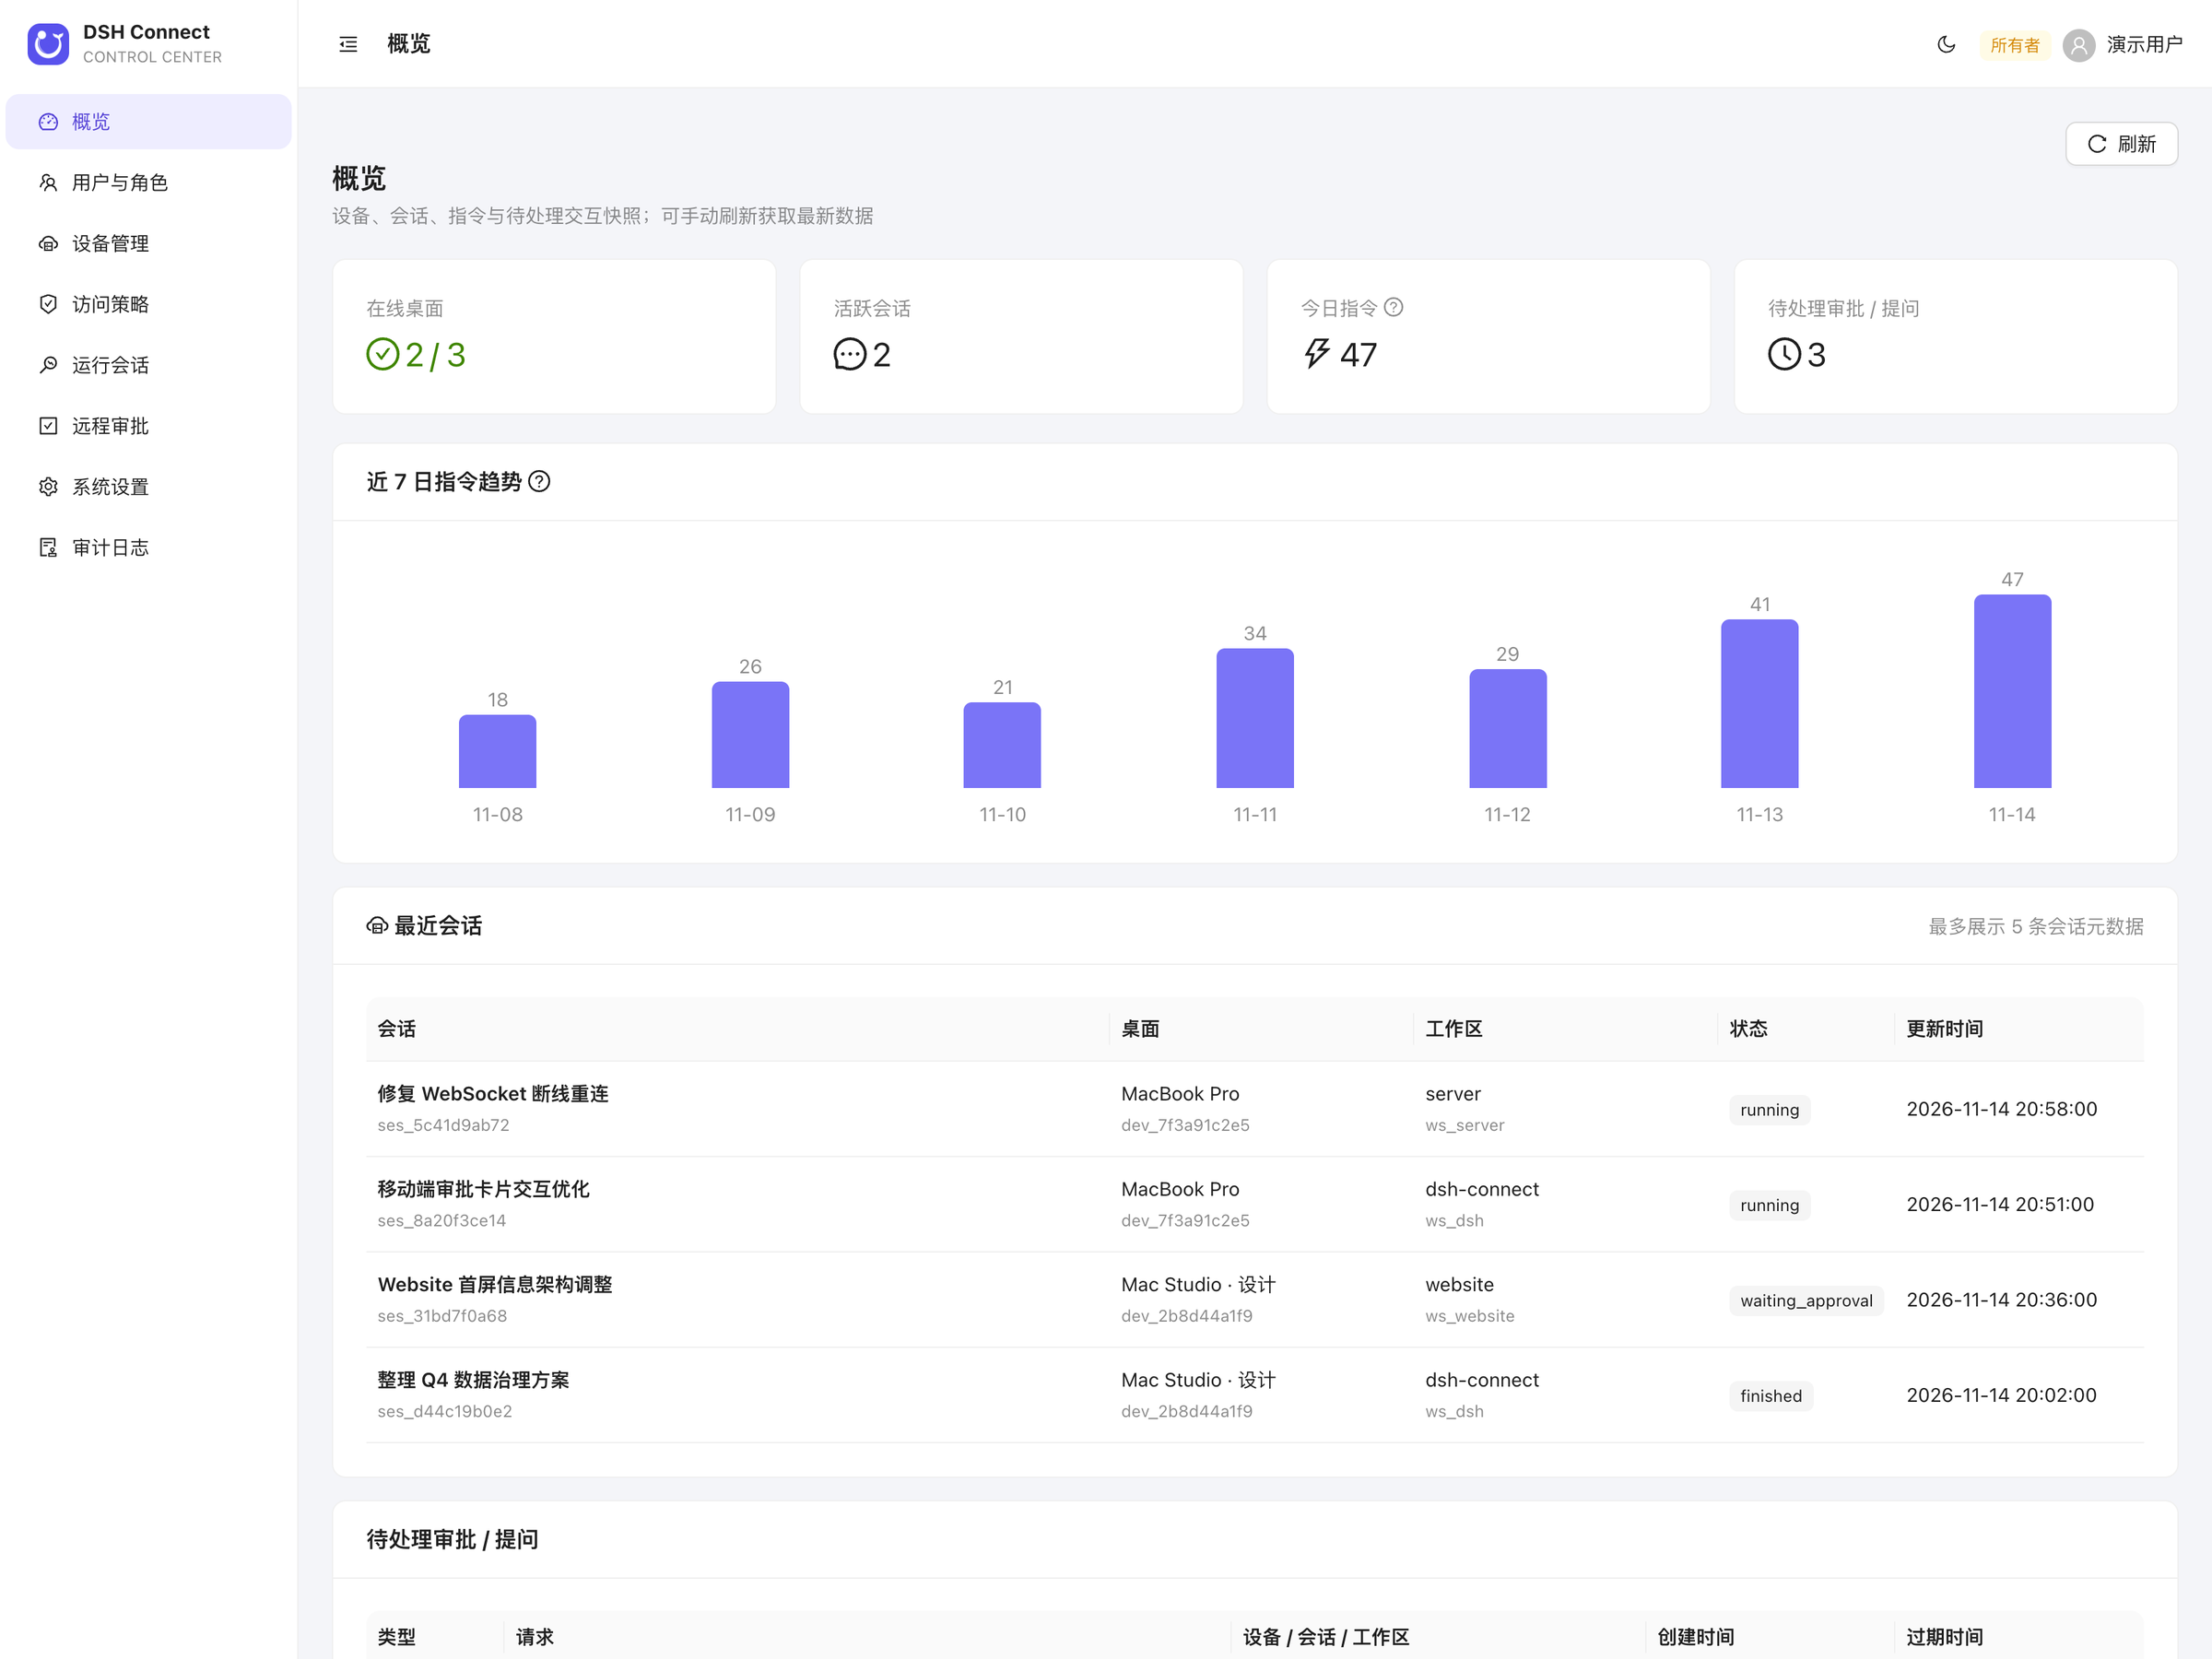 DSH Connect
CONTROL CENTER
概览
用户与角色
设备管理
访问策略
运行会话
远程审批
系统设置
审计日志
概览
所有者
演示用户
刷新
概览
设备、会话、指令与待处理交互快照；可手动刷新获取最新数据
在线桌面
2 / 3
活跃会话
2
今日指令
47
待处理审批 / 提问
3
近 7 日指令趋势
18
26
21
34
29
41
47
11-08
11-09
11-10
11-11
11-12
11-13
11-14
最近会话
最多展示 5 条会话元数据
会话 桌面 工作区 状态 更新时间
修复 WebSocket 断线重连 MacBook Pro server running 2026-11-14 20:58:00
ses_5c41d9ab72 dev_7f3a91c2e5 ws_server
移动端审批卡片交互优化 MacBook Pro dsh-connect running 2026-11-14 20:51:00
ses_8a20f3ce14 dev_7f3a91c2e5 ws_dsh
Website 首屏信息架构调整 Mac Studio · 设计 website waiting_approval 2026-11-14 20:36:00
ses_31bd7f0a68 dev_2b8d44a1f9 ws_website
整理 Q4 数据治理方案 Mac Studio · 设计 dsh-connect finished 2026-11-14 20:02:00
ses_d44c19b0e2 dev_2b8d44a1f9 ws_dsh
待处理审批 / 提问
类型 请求 设备 / 会话 / 工作区 创建时间 过期时间